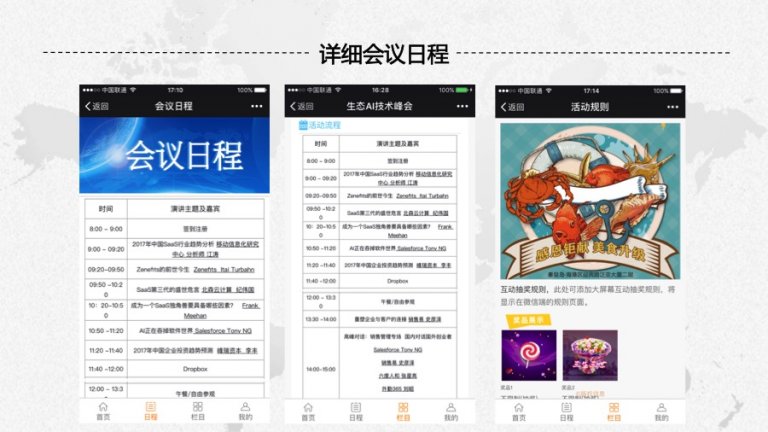 详细会议日程
中国联通
17:10
返回
会议日程
会议日程
时间
演讲主题及嘉宾
8:00 ~ 9:00
签到注册
9:00 ~ 09:20
2017年中国SaaS行业趋势分析 移动信息化研究
中心 分析师 江涛
09:20-09:50
Zenefits的前世今生 Zenefits Itai Turbahn
09:50 -10:2
0
SaaS第三代的盛世危言 北森云计算 纪伟国
10: 20-10:5
0
成为一个SaaS独角兽要具备哪些因素? Frank
Meehan
10:50 -11:20
AI正在吞掉软件世界 Salesforce Tony NG
11:20 -11:40
2017年中国企业投资趋势预测 峰瑞资本 李丰
11:40 ~12:00
Dropbox
12:00 ~ 13:3
午餐/自由参观
首页
日程
栏目
我的
中国联通
16:28
100%
返回
生态AI技术峰会
活动流程
时间
演讲主题及嘉宾
8:00 ~ 9:00
签到注册
9:00 ~ 09:20
2017年中国SaaS行业趋势分析 移动信息化研究
中心 分析师 江涛
09:20-09:50
Zenefits的前世今生 Zenefits Itai Turbahn
09:50 -10:2
0
SaaS第三代的盛世危言 北森云计算 纪伟国
10: 20-10:5
0
成为一个SaaS独角兽要具备哪些因素? Frank
Meehan
10:50 -11:20
AI正在吞掉软件世界 Salesforce Tony NG
11:20 -11:40
2017年中国企业投资趋势预测 峰瑞资本 李丰
11:40 ~12:00
Dropbox
12:00 ~ 13:3
0
午餐/自由参观
13:30 ~14:00
重塑企业与客户的连接 销售易 史彦泽
14:00-15:00
高峰对话:销售管理专场 国内对话国外创业者
Salesforce Tony NG
销售易 史彦泽
六度人和 张星亮
外勤365 刘昭
首页
日程
栏目
我的
中国联通
17:14
100%
返回
活动规则
感恩钜献 美食升级
互动抽奖规则,此处可添加大屏幕互动抽奖规则,将
显示在微信端的规则页面。
奖品展示
奖品1
奖品2
首页
日程
栏目
我的